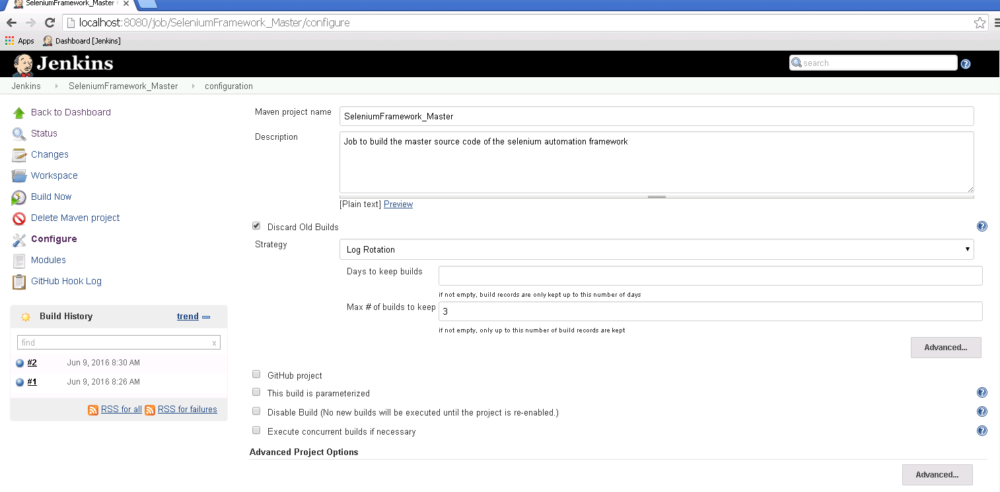 SeleniumFramework_Master
localhost:8080/job/SeleniumFramework_Master/configure
Apps Dashboard [Jenkins]
Jenkins
search
Jenkins SeleniumFramework_Master configuration
Back to Dashboard
Status
Changes
Workspace
Build Now
Delete Maven project
Configure
Modules
GitHub Hook Log
Build History trend
find x
#2 Jun 9, 2016 8:30 AM
#1 Jun 9, 2016 8:26 AM
RSS for all RSS for failures
Maven project name SeleniumFramework_Master
Description Job to build the master source code of the selenium automation framework
[Plain text] Preview
Discard Old Builds
Strategy Log Rotation
Days to keep builds
if not empty, build records are only kept up to this number of days
Max # of builds to keep 3
if not empty, only up to this number of build records are kept
Advanced...
GitHub project
This build is parameterized
Disable Build (No new builds will be executed until the project is re-enabled.)
Execute concurrent builds if necessary
Advanced Project Options
Advanced...